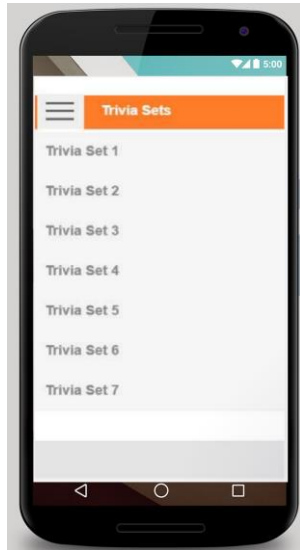 5:00
Trivia Sets
Trivia Set 1
Trivia Set 2
Trivia Set 3
Trivia Set 4
Trivia Set 5
Trivia Set 6
Trivia Set 7